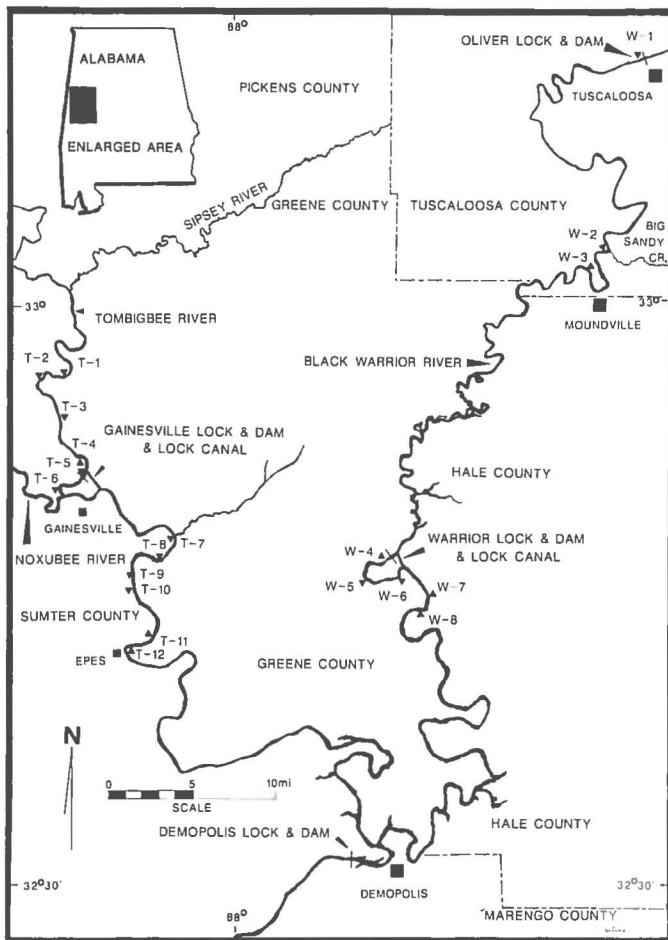 88°
W-1
OLIVER LOCK
& DAM
ALABAMA
TUSCALOOSA
PICKENS COUNTY
ENLARGED AREA
SIPSEY RIVER
GREENE COUNTY
TUSCALOOSA COUNTY
W-2
BIG
SANDY
CR.
W-3
33°
33°
TOMBIGBEE RIVER
MOUNDVILLE
T-2
T-1
BLACK WARRIOR RIVER
T-3
GAINESVILLE LOCK & DAM
& LOCK CANAL
T-4
T-5
HALE COUNTY
T-6
GAINESVILLE
NOXUBEE RIVER
T-8
T-7
W-4
WARRIOR LOCK & DAM
& LOCK CANAL
T-9
W-5
W-6
W-7
T-10
SUMTER COUNTY
W-8
T-11
EPES
T-12
GREENE COUNTY
N
0
5
10mi
SCALE
DEMOPOLIS LOCK & DAM
HALE COUNTY
32°30
32°30
DEMOPOLIS
88°
MARENGO COUNTY